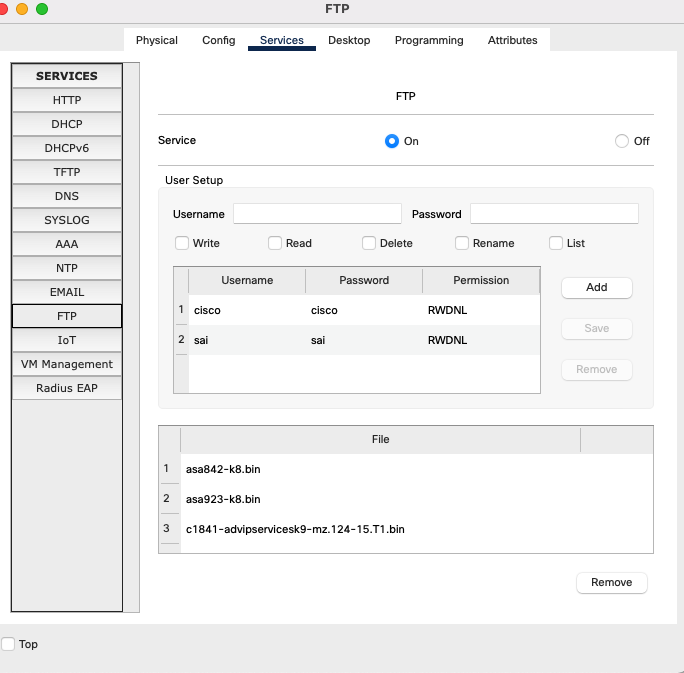 FTP
Physical Config Services Desktop Programming Attributes
SERVICES
HTTP
DHCP
DHCPv6
TFTP
DNS
SYSLOG
AAA
NTP
EMAIL
FTP
IoT
VM Management
Radius EAP
FTP
Service On Off
User Setup
Username Password
Write Read Delete Rename List
Username Password Permission
1 cisco cisco RWDNL
2 sai sai RWDNL
Add
Save
Remove
File
1 asa842-k8.bin
2 asa923-k8.bin
3 c1841-advipservicesk9-mz.124-15.T1.bin
Remove
Top